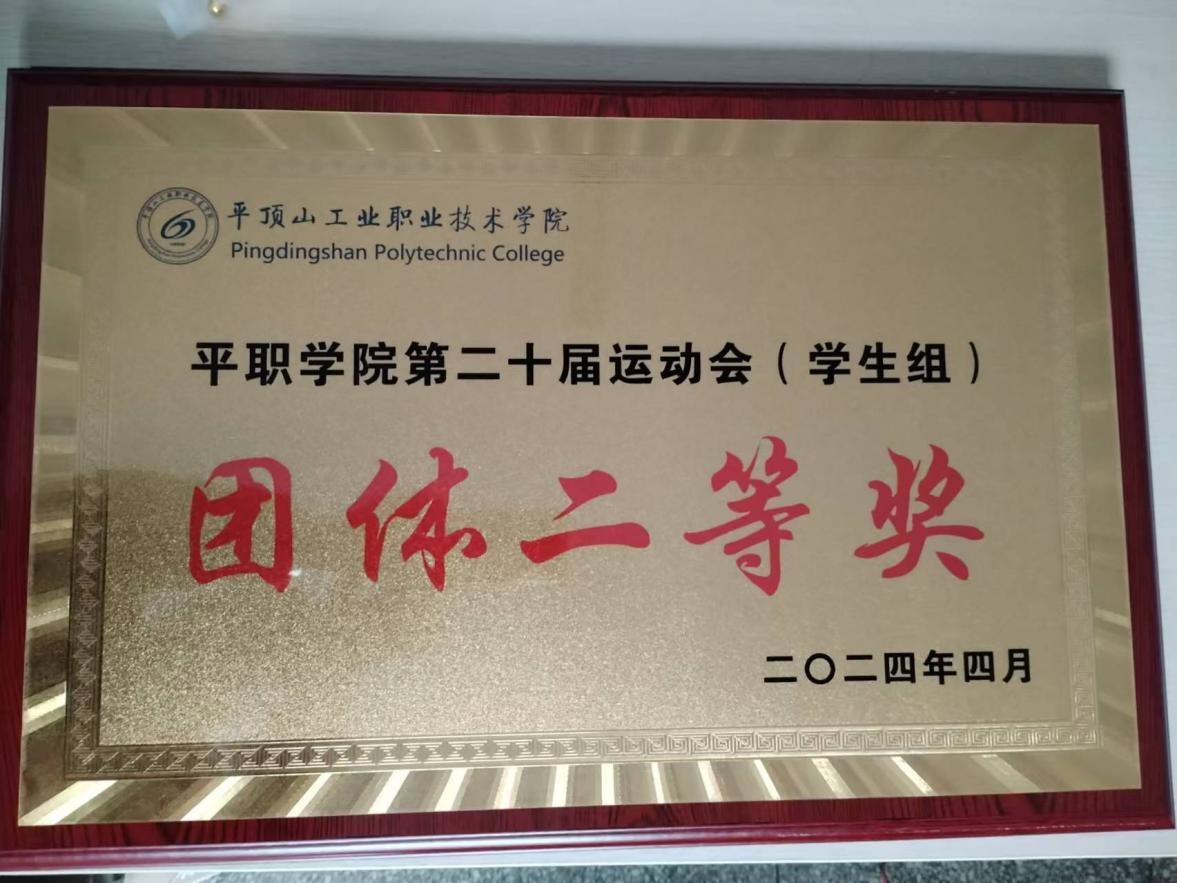 平顶山工业职业技术学院
Pingdingshan Polytechnic College
平职学院第二十届运动会（学生组）
团体二等奖
二〇二四年四月